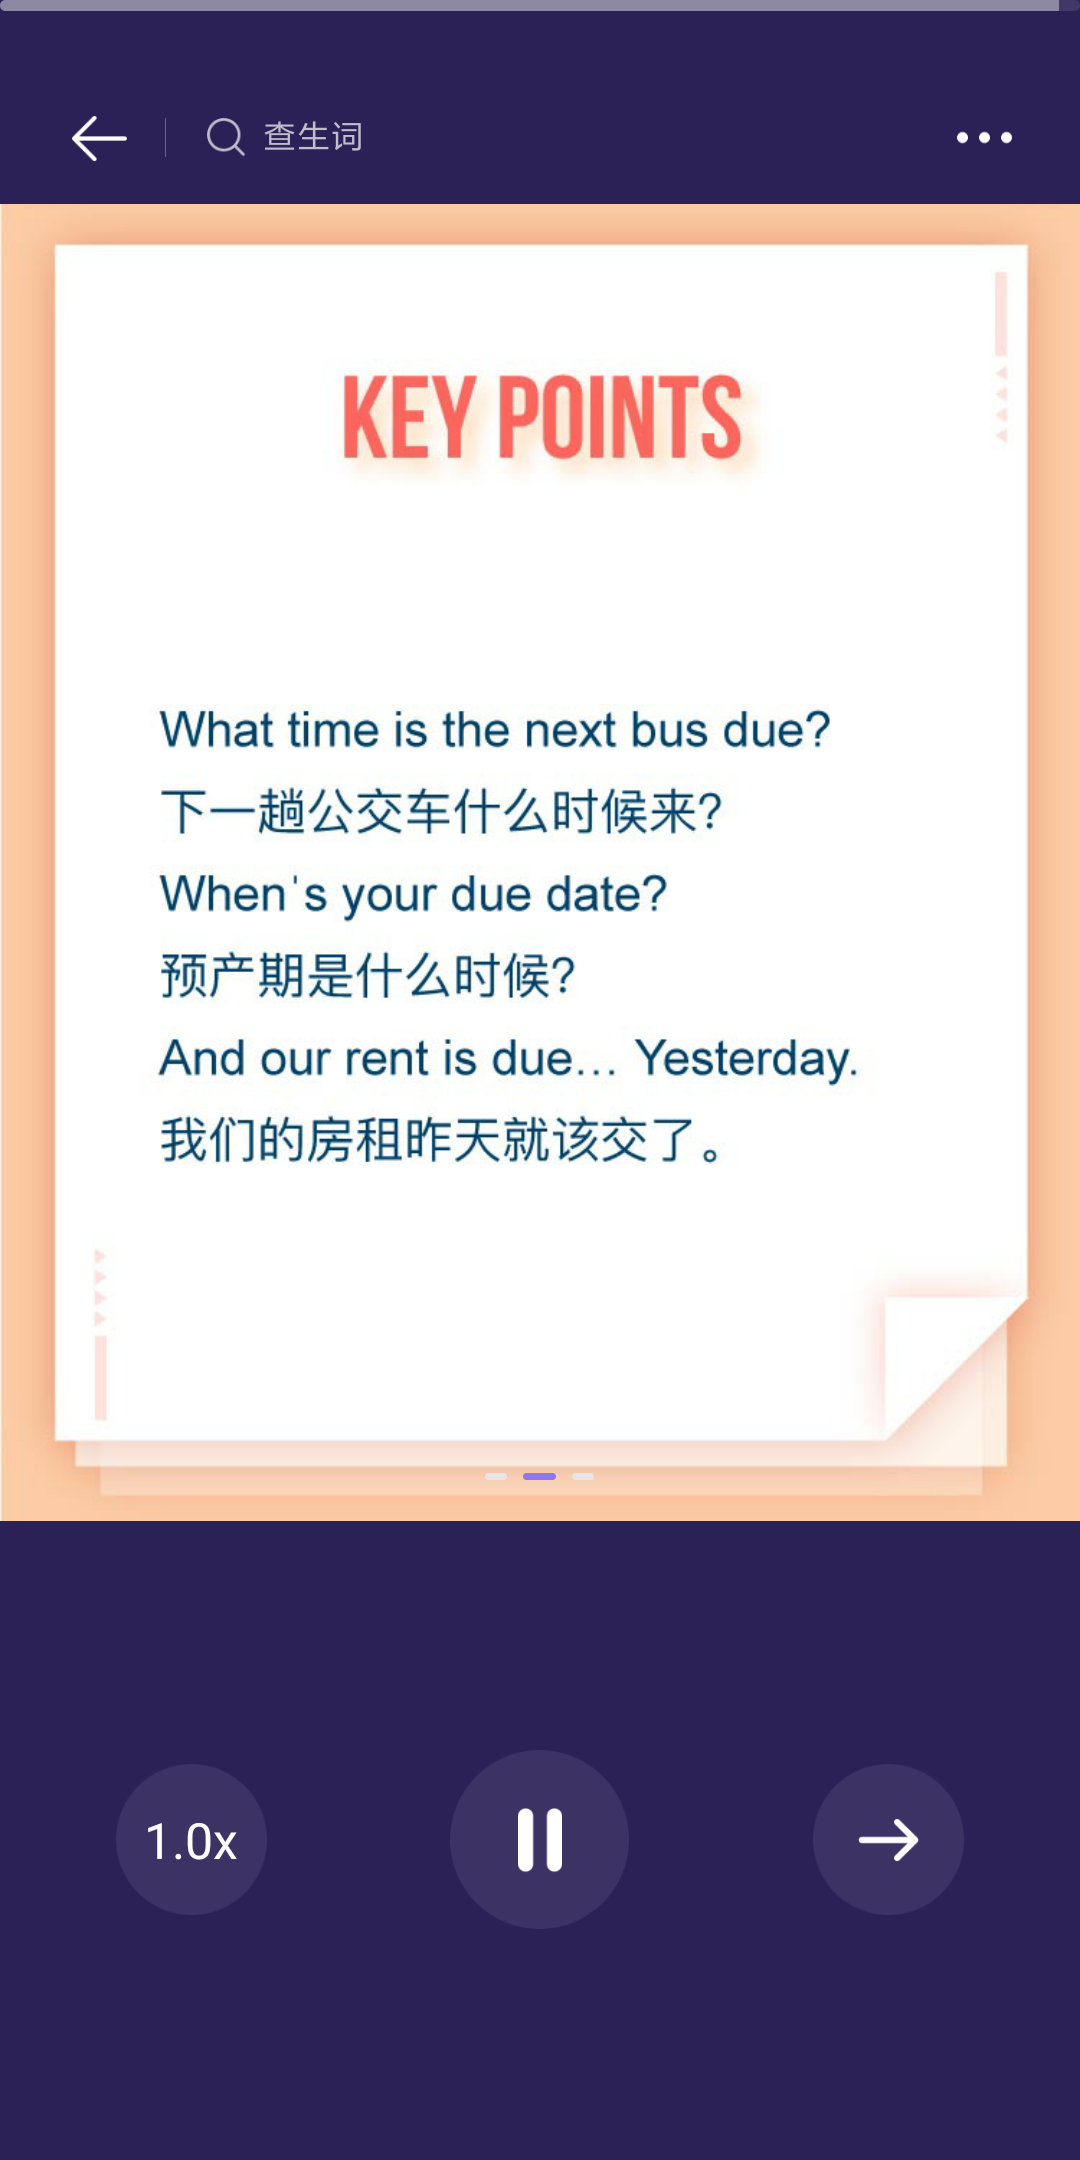 查生词
KEY POINTS
What time is the next bus due?
下一趟公交车什么时候来?
When's your due date?
预产期是什么时候?
And our rent is due... Yesterday.
我们的房租昨天就该交了。
1.0x